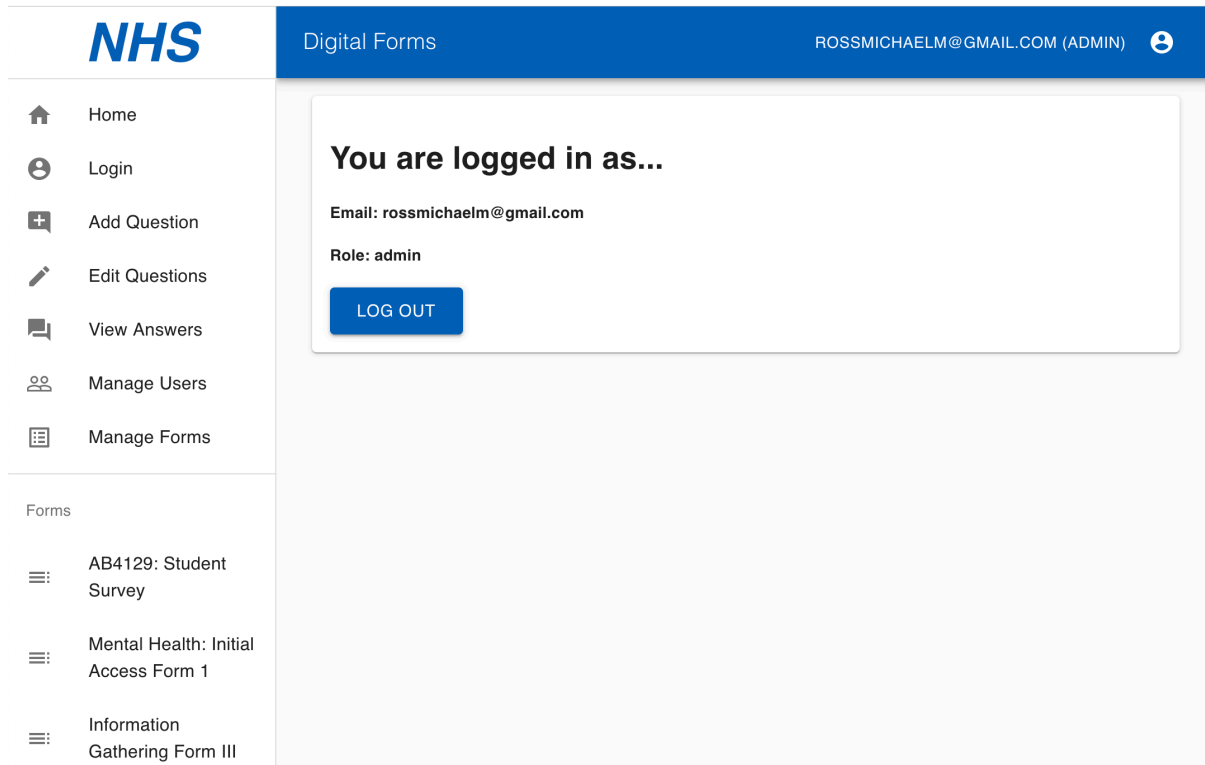 NHS
Digital Forms
ROSSMICHAELM@GMAIL.COM (ADMIN)
Home
Login
Add Question
Edit Questions
View Answers
Manage Users
Manage Forms
Forms
AB4129: Student
Survey
Mental Health: Initial
Access Form 1
Information
Gathering Form III
You are logged in as...
Email: rossmichaelm@gmail.com
Role: admin
LOG OUT